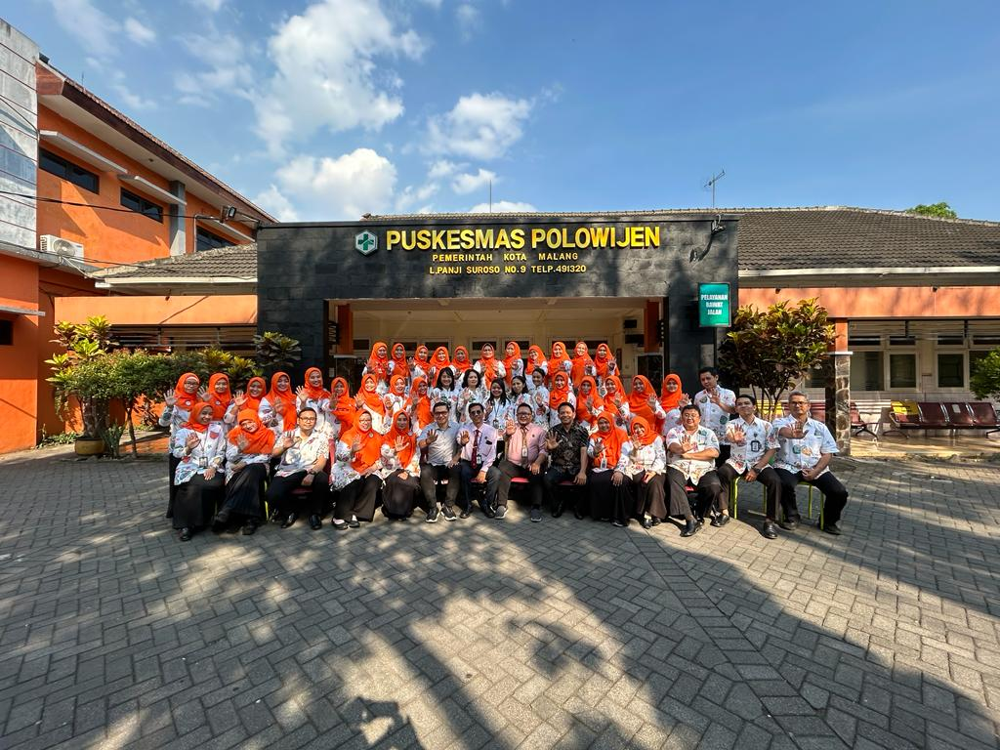 PUSKESMAS POLOWIJEN
PEMERINTAH KOTA MALANG
L.PANJI SUROSO NO.9 TELP.491320
PELAYANAN
RAWAT
JALAN